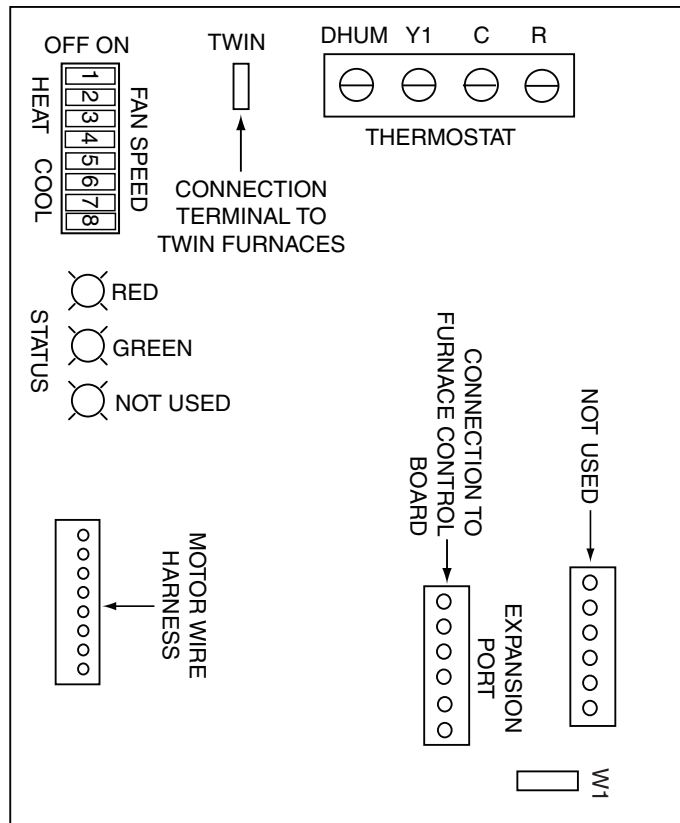 OFF ON
TWIN
DHUM Y1 C R
1
2
3
4
5
6
7
8
HEAT COOL
FAN SPEED
THERMOSTAT
CONNECTION
TERMINAL TO
TWIN FURNACES
STATUS
RED
GREEN
NOT USED
CONNECTION TO
FURNACE CONTROL
BOARD
NOT USED
MOTOR WIRE
HARNESS
EXPANSION
PORT
W1